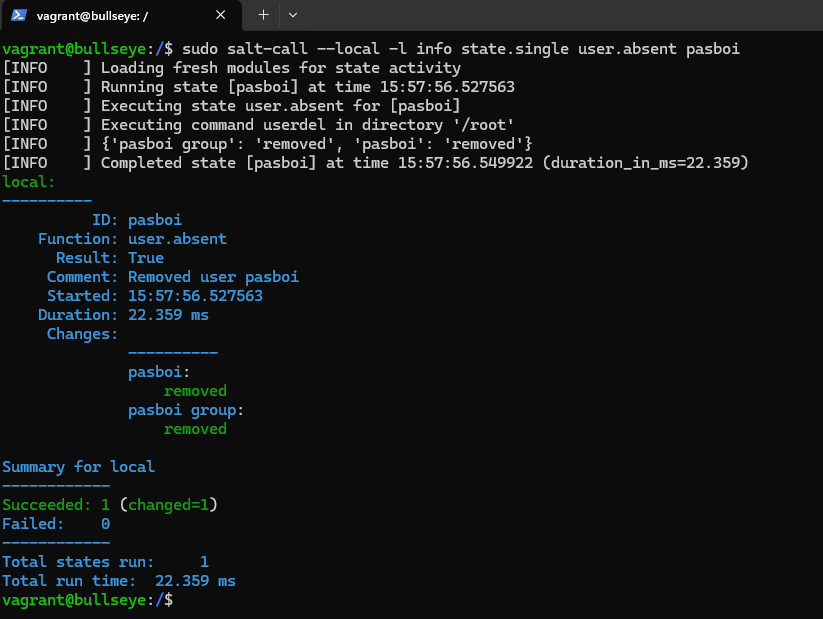 vagrant@bullseye: /
vagrant@bullseye:/$ sudo salt-call --local -l info state.single user.absent pasboi
[INFO    ] Loading fresh modules for state activity
[INFO    ] Running state [pasboi] at time 15:57:56.527563
[INFO    ] Executing state user.absent for [pasboi]
[INFO    ] Executing command userdel in directory '/root'
[INFO    ] {'pasboi group': 'removed', 'pasboi': 'removed'}
[INFO    ] Completed state [pasboi] at time 15:57:56.549922 (duration_in_ms=22.359)
local:
----------
          ID: pasboi
    Function: user.absent
      Result: True
     Comment: Removed user pasboi
     Started: 15:57:56.527563
    Duration: 22.359 ms
     Changes:
              ----------
              pasboi:
                  removed
              pasboi group:
                  removed

Summary for local
------------
Succeeded: 1 (changed=1)
Failed:    0
------------
Total states run:     1
Total run time:  22.359 ms
vagrant@bullseye:/$